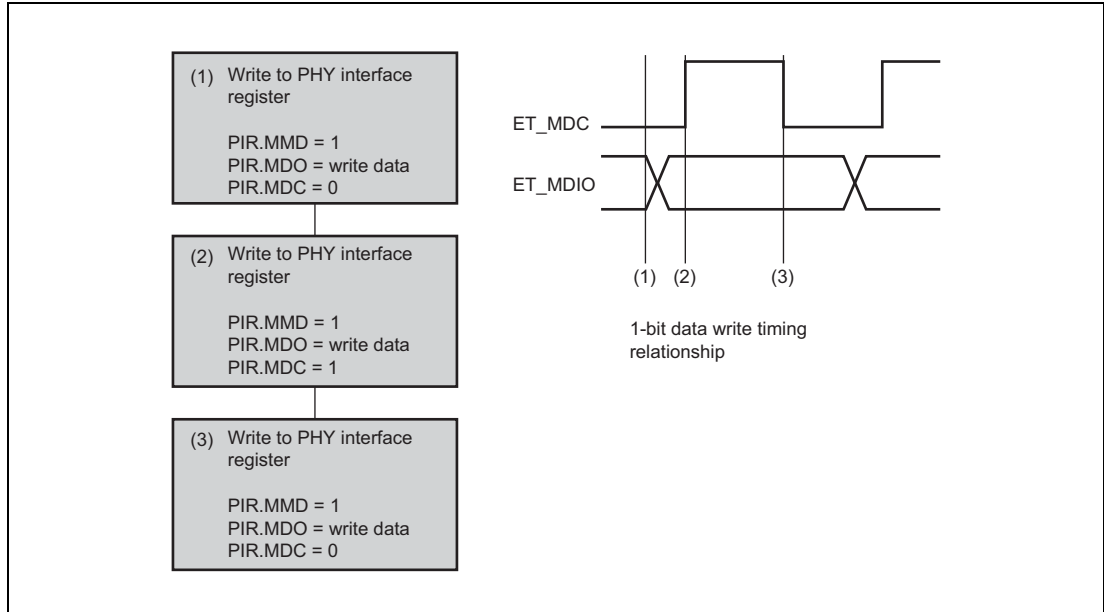 (1) Write to PHY interface
register
PIR.MMD = 1
PIR.MDO = write data
PIR.MDC = 0
(2) Write to PHY interface
register
PIR.MMD = 1
PIR.MDO = write data
PIR.MDC = 1
(3) Write to PHY interface
register
PIR.MMD = 1
PIR.MDO = write data
PIR.MDC = 0
ET_MDC
ET_MDIO
(1) (2) (3)
1-bit data write timing
relationship